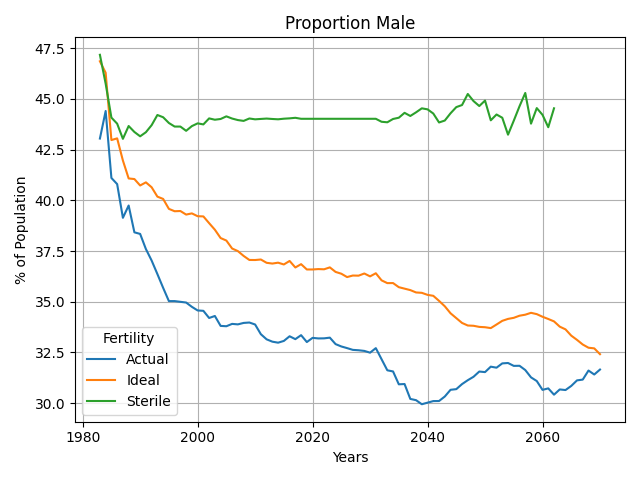 Proportion Male
% of Population
47.5
45.0
42.5
40.0
37.5
35.0
32.5
30.0
Fertility
Actual
Ideal
Sterile
1980 2000 2020 2040 2060
Years